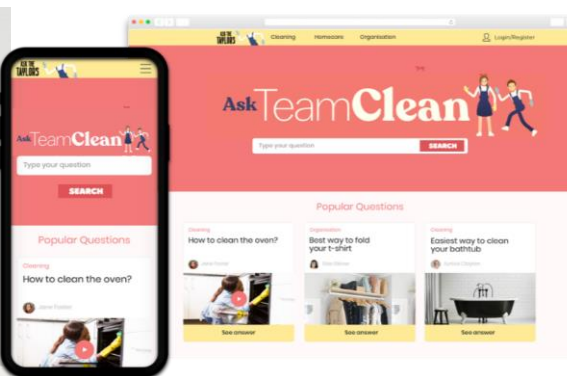 ASK THE
TAYLORS
Ask TeamClean
Type your question
SEARCH
Popular Questions
Cleaning
How to clean the oven?
ASK THE
TAYLORS
Cleaning
Homecare
Organisation
Login/Register
Ask TeamClean
Type your question
SEARCH
Popular Questions
Cleaning
How to clean the oven?
See answer
Organisation
Best way to fold
your t-shirt
See answer
Cleaning
Easiest way to clean
your bathtub
See answer